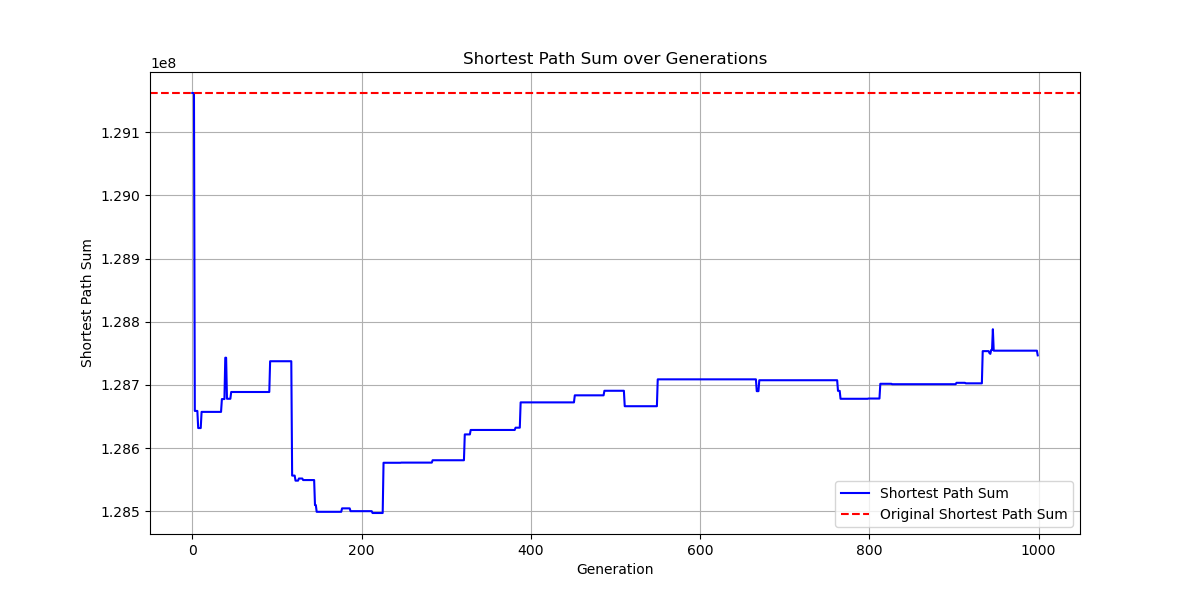 Shortest Path Sum over Generations
1e8
1.291
1.290
1.289
1.288
1.287
1.286
1.285
Shortest Path Sum
0 200 400 600 800 1000
Generation
Shortest Path Sum
Original Shortest Path Sum